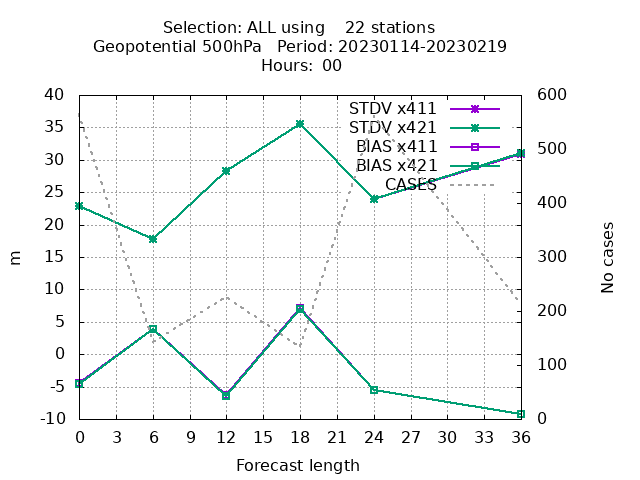 Selection: ALL using    22 stations
Geopotential 500hPa   Period: 20230114-20230219
Hours: 00
40
35
30
25
20
15
10
5
0
-5
-10
m
600
500
400
300
200
100
0
No cases
STDV x411
STDV x421
BIAS x411
BIAS x421
CASES
0 3 6 9 12 15 18 21 24 27 30 33 36
Forecast length